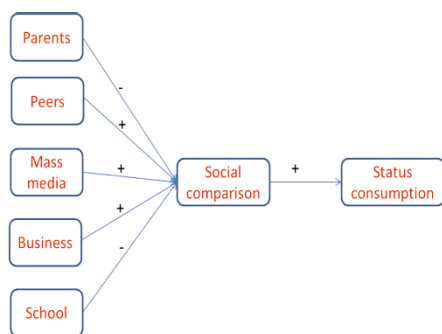 Parents
-
Peers
+
Mass
media
+
Social
comparison
+
Status
consumption
+
Business
-
School